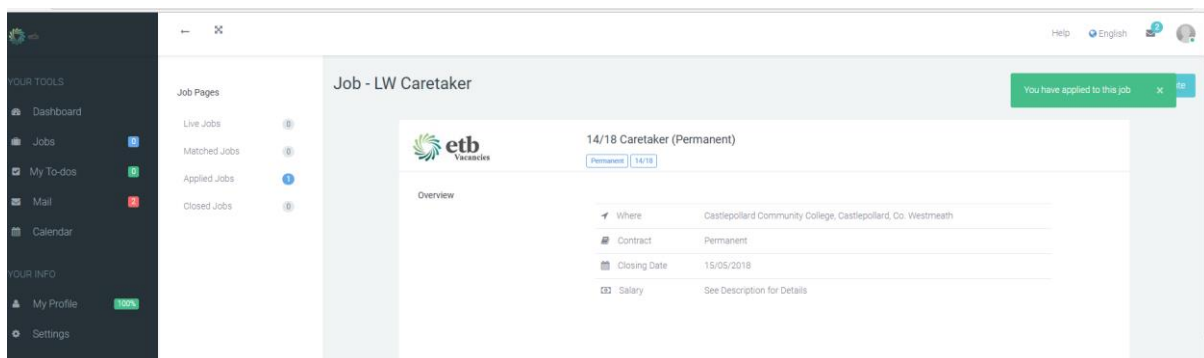 Help English 2
YOUR TOOLS
Dashboard
Jobs 0
My To-dos 0
Mail 2
Calendar
YOUR INFO
My Profile 100%
Settings
Job Pages
Live Jobs 0
Matched Jobs 0
Applied Jobs 1
Closed Jobs 0
Job - LW Caretaker
You have applied to this job ×
etb
Vacancies
14/18 Caretaker (Permanent)
Permanent 14/18
Overview
Where Castlepollard Community College, Castlepollard, Co. Westmeath
Contract Permanent
Closing Date 15/05/2018
Salary See Description for Details